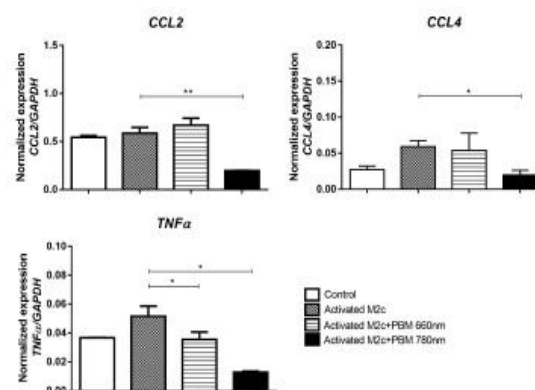 CCL2
Normalized expression
CCL2/GAPDH
1.5
1.0
0.5
0.0
**
CCL4
Normalized expression
CCL4/GAPDH
0.20
0.15
0.10
0.05
0.00
*
TNFα
Normalized expression
TNFα/GAPDH
0.10
0.08
0.06
0.04
0.02
0.00
*
*
Control
Activated M2c
Activated M2c+PBM 660nm
Activated M2c+PBM 780nm